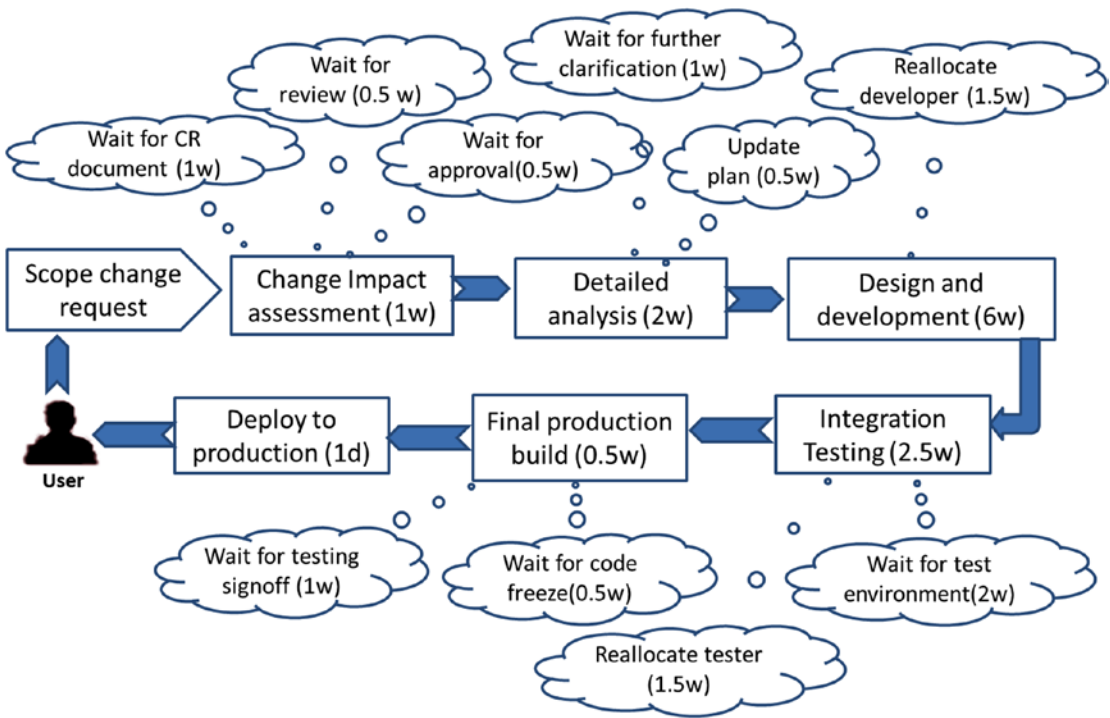 Wait for
review (0.5 w)
Wait for further
clarification (1w)
Reallocate
developer (1.5w)
Wait for CR
document (1w)
Wait for
approval(0.5w)
Update
plan (0.5w)
Scope change
request
Change Impact
assessment (1w)
Detailed
analysis (2w)
Design and
development (6w)
User
Deploy to
production (1d)
Final production
build (0.5w)
Integration
Testing (2.5w)
Wait for testing
signoff (1w)
Wait for code
freeze(0.5w)
Wait for test
environment(2w)
Reallocate tester
(1.5w)